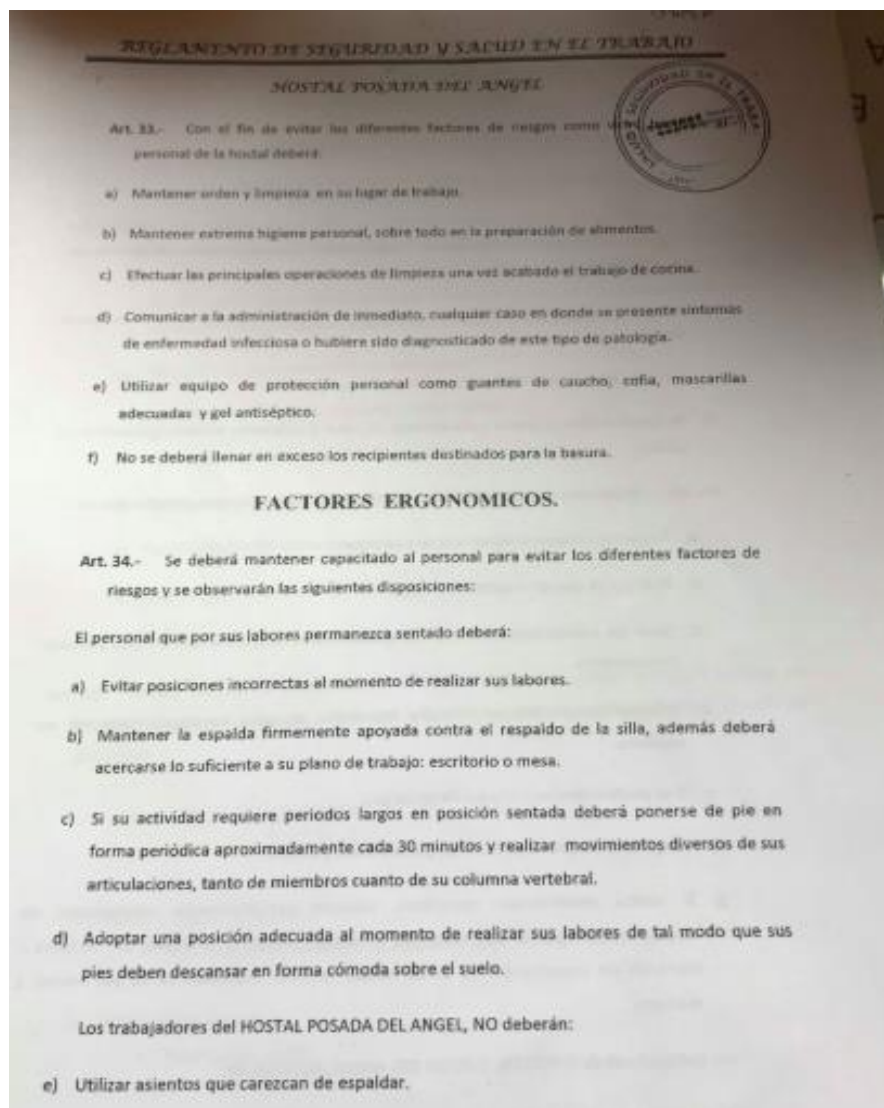 REGLAMENTO DE SEGURIDAD Y SALUD EN EL TRABAJO
HOSTAL POSADA DEL ANGEL
Art. 33.- Con el fin de evitar los diferentes factores de riesgos como
personal de la hostal deberá:
a) Mantener orden y limpieza en su lugar de trabajo.
b) Mantener extrema higiene personal, sobre todo en la preparación de alimentos.
c) Efectuar las principales operaciones de limpieza una vez acabado el trabajo de cocina.
d) Comunicar a la administración de inmediato, cualquier caso en donde se presente síntomas
de enfermedad infecciosa o hubiere sido diagnosticado de este tipo de patología.
e) Utilizar equipo de protección personal como guantes de caucho, cofia, mascarillas
adecuadas y gel antiséptico.
f) No se deberá llenar en exceso los recipientes destinados para la basura.
FACTORES ERGONOMICOS.
Art. 34.- Se deberá mantener capacitado al personal para evitar los diferentes factores de
riesgos y se observarán las siguientes disposiciones:
El personal que por sus labores permanezca sentado deberá:
a) Evitar posiciones incorrectas al momento de realizar sus labores.
b) Mantener la espalda firmemente apoyada contra el respaldo de la silla, además deberá
acercarse lo suficiente a su plano de trabajo: escritorio o mesa.
c) Si su actividad requiere periodos largos en posición sentada deberá ponerse de pie en
forma periódica aproximadamente cada 30 minutos y realizar movimientos diversos de sus
articulaciones, tanto de miembros cuanto de su columna vertebral.
d) Adoptar una posición adecuada al momento de realizar sus labores de tal modo que sus
pies deben descansar en forma cómoda sobre el suelo.
Los trabajadores del HOSTAL POSADA DEL ANGEL, NO deberán:
e) Utilizar asientos que carezcan de espaldar.